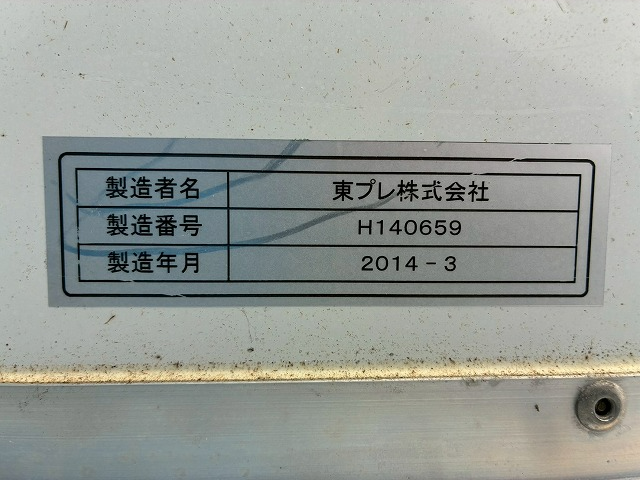 製造者名 東プレ株式会社
製造番号 H140659
製造年月 2014-3